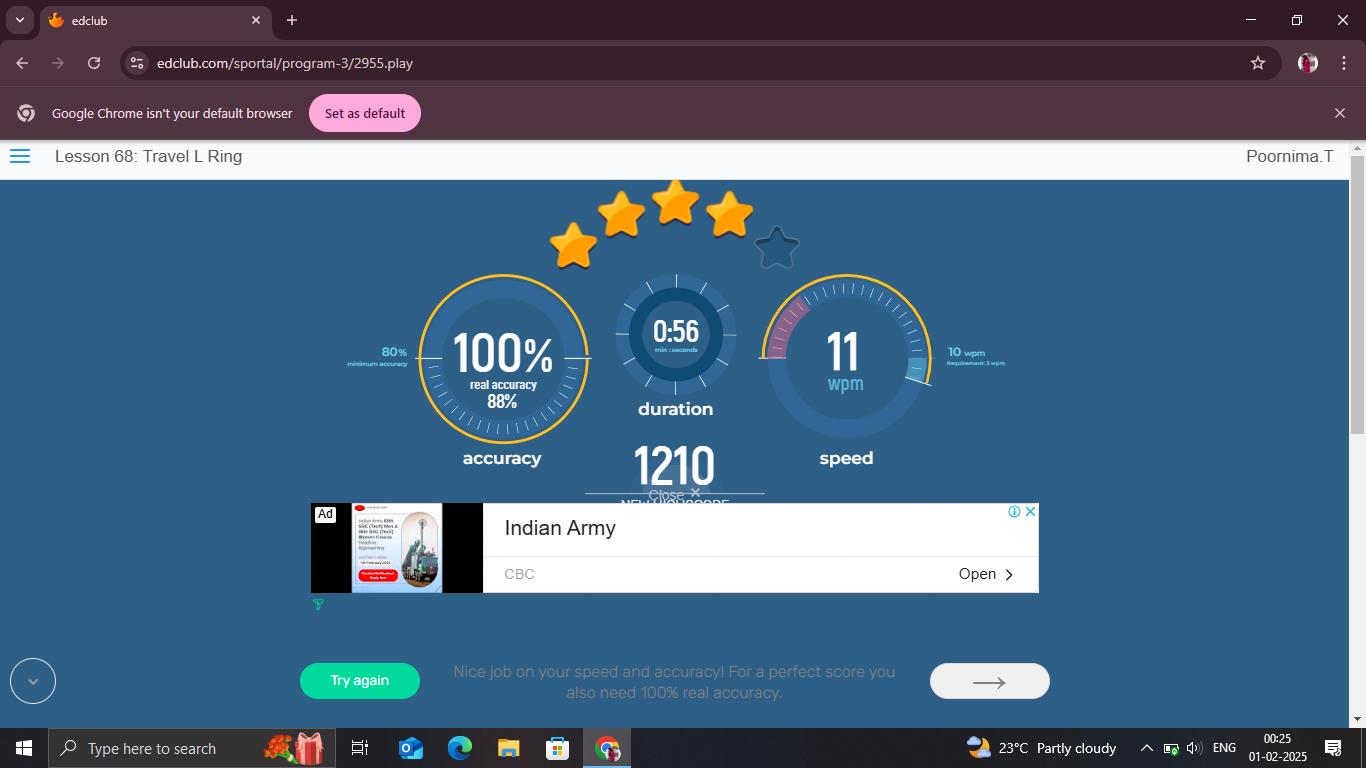 edclub
edclub.com/sportal/program-3/2955.play
Google Chrome isn't your default browser
Set as default
Lesson 68: Travel L Ring
Poornima.T
80%
minimum accuracy
100%
real accuracy
88%
accuracy
0:56
min : seconds
duration
11
wpm
speed
10 wpm
Requirement: 3 wpm
1210
Close
Ad
Indian Army
CBC
Open
Try again
Nice job on your speed and accuracy! For a perfect score you
also need 100% real accuracy.
Type here to search
23°C Partly cloudy
ENG
00:25
01-02-2025